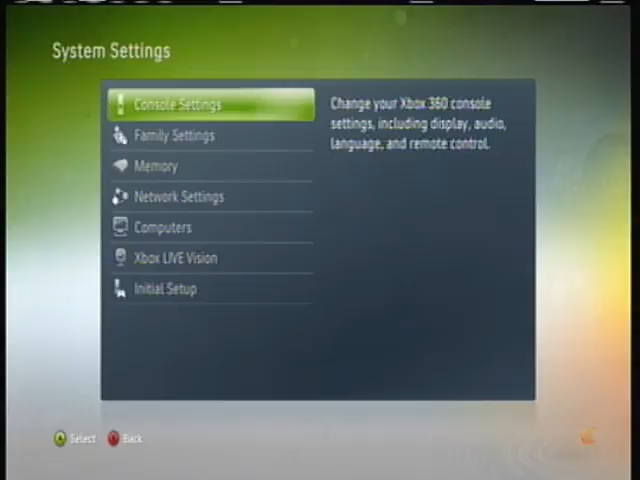 System Settings
Console Settings
Family Settings
Memory
Network Settings
Computers
Xbox LIVE Vision
Initial Setup
Change your Xbox 360 console
settings, including display, audio,
language, and remote control.
Select
Back